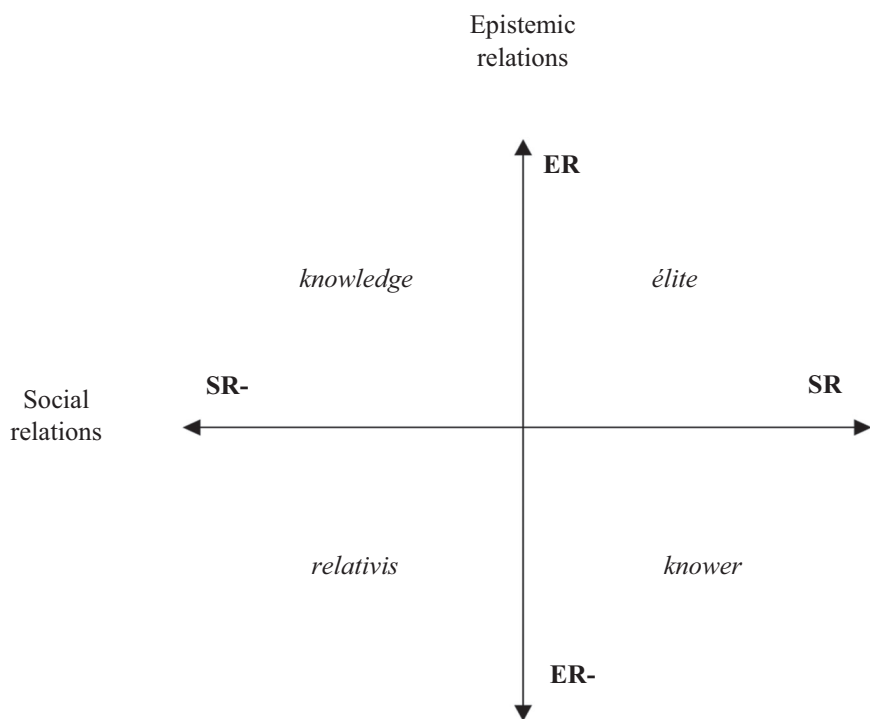 Epistemic
relations
ER
knowledge
élite
SR-
SR
Social
relations
relativis
knower
ER-